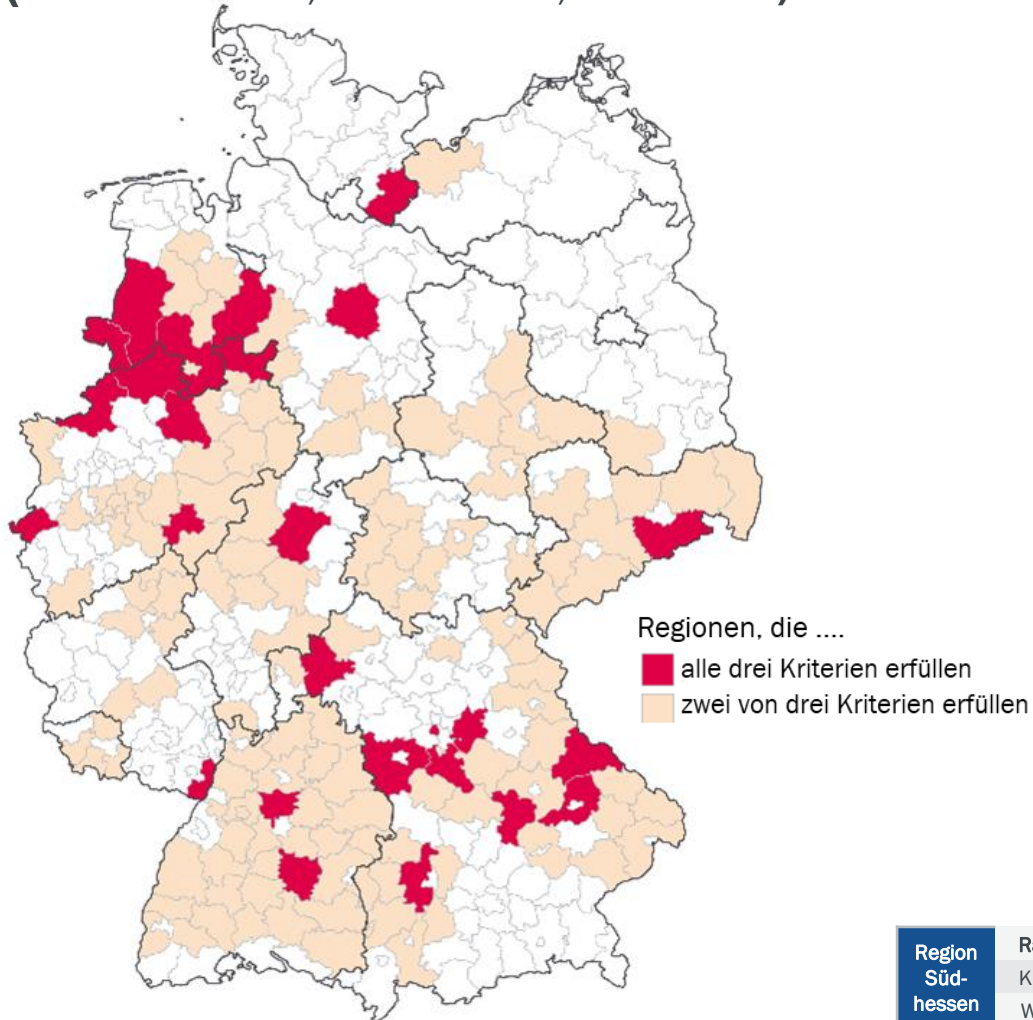 Regionen, die ....
alle drei Kriterien erfüllen
zwei von drei Kriterien erfüllen
Region
Süd-
hessen